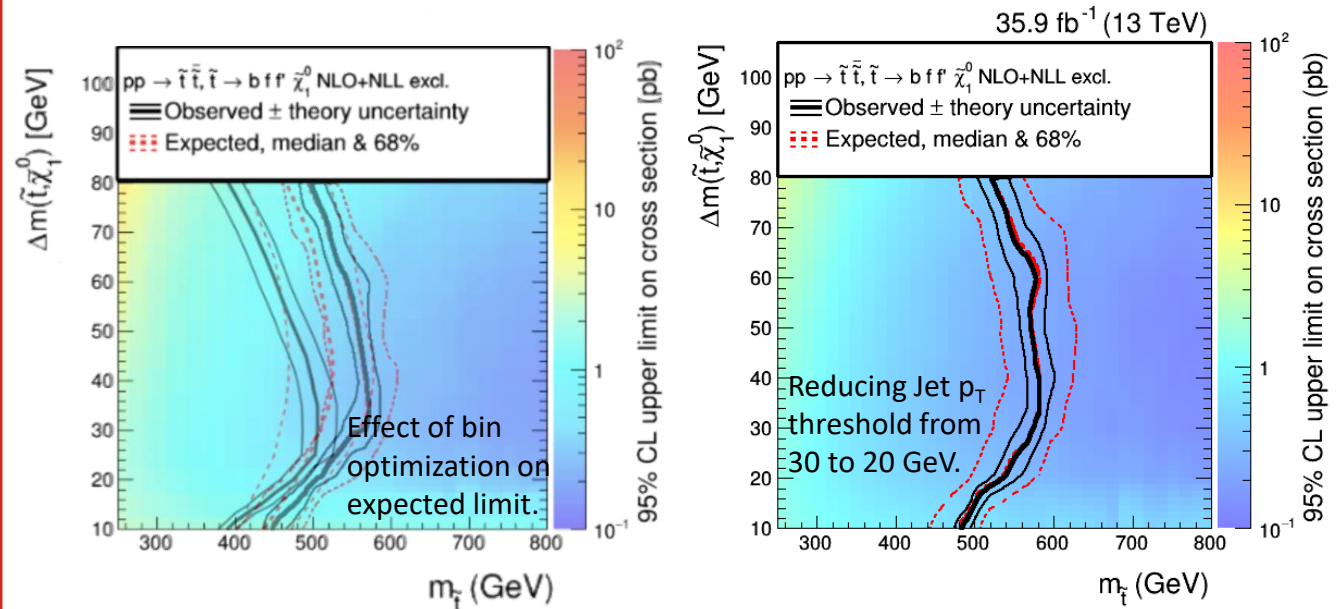 pp → t̃ t̃̄, t̃ → b f f' χ̃₁⁰ NLO+NLL excl.
Observed ± theory uncertainty
Expected, median & 68%
Δm(t̃,χ̃₁⁰) [GeV]
100
90
80
70
60
50
40
30
20
10
300 400 500 600 700 800
m_t̃ (GeV)
Effect of bin
optimization on
expected limit.
10²
10
1
10⁻¹
95% CL upper limit on cross section (pb)
35.9 fb⁻¹ (13 TeV)
pp → t̃ t̃̄, t̃ → b f f' χ̃₁⁰ NLO+NLL excl.
Observed ± theory uncertainty
Expected, median & 68%
Δm(t̃,χ̃₁⁰) [GeV]
100
90
80
70
60
50
40
30
20
10
300 400 500 600 700 800
m_t̃ (GeV)
Reducing Jet p_T
threshold from
30 to 20 GeV.
10²
10
1
10⁻¹
95% CL upper limit on cross section (pb)